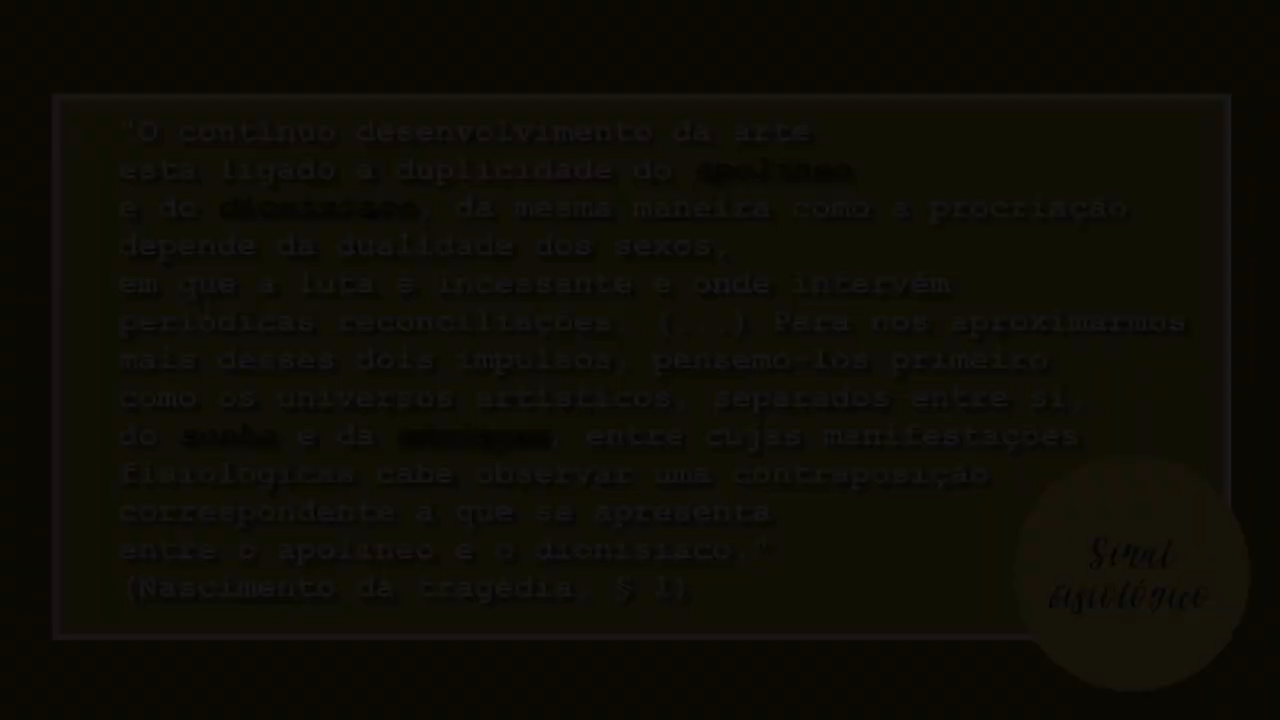 "O contínuo desenvolvimento da arte
está ligado à duplicidade do apolíneo
e do dionisíaco, da mesma maneira como a procriação
depende da dualidade dos sexos,
em que a luta é incessante e onde intervêm
periódicas reconciliações. (...) Para nos aproximarmos
mais desses dois impulsos, pensemo-los primeiro
como os universos artísticos, separados entre si,
do sonho e da embriaguez, entre cujas manifestações
fisiológicas cabe observar uma contraposição
correspondente à que se apresenta
entre o apolíneo e o dionisíaco."
(Nascimento da tragédia, § 1)
Sinal
fisiológico